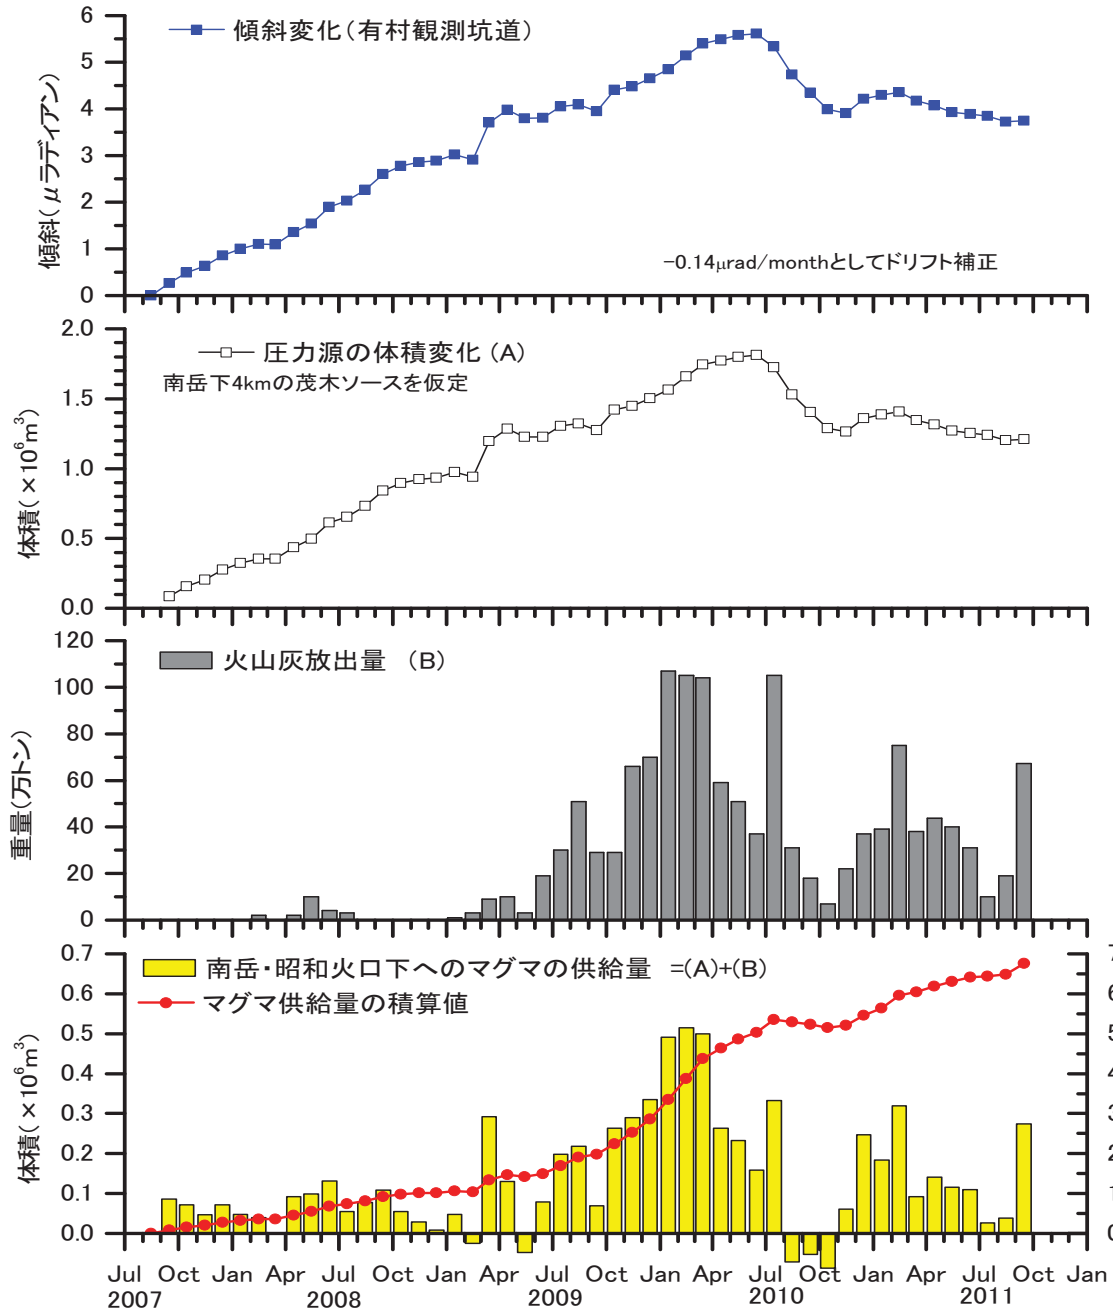 6
5
4
3
2
1
0
傾斜(μラディアン)
傾斜変化(有村観測坑道)
-0.14μrad/monthとしてドリフト補正
2.0
1.5
1.0
0.5
0.0
体積(×10⁶m³)
圧力源の体積変化 (A)
南岳下4kmの茂木ソースを仮定
120
100
80
60
40
20
0
重量(万トン)
火山灰放出量 (B)
0.7
0.6
0.5
0.4
0.3
0.2
0.1
0.0
体積(×10⁶m³)
南岳・昭和火口下へのマグマの供給量 =(A)+(B)
マグマ供給量の積算値
7
6
5
4
3
2
1
0
Jul Oct Jan Apr Jul Oct Jan Apr Jul Oct Jan Apr Jul Oct Jan Apr Jul Oct Jan
2007 2008 2009 2010 2011